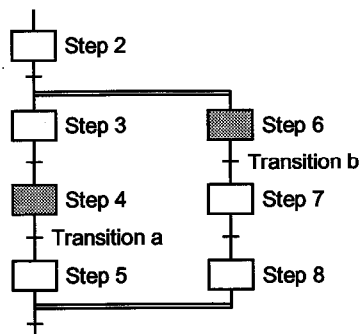 Step 2
Step 3
Step 6
Transition b
Step 4
Step 7
Transition a
Step 5
Step 8